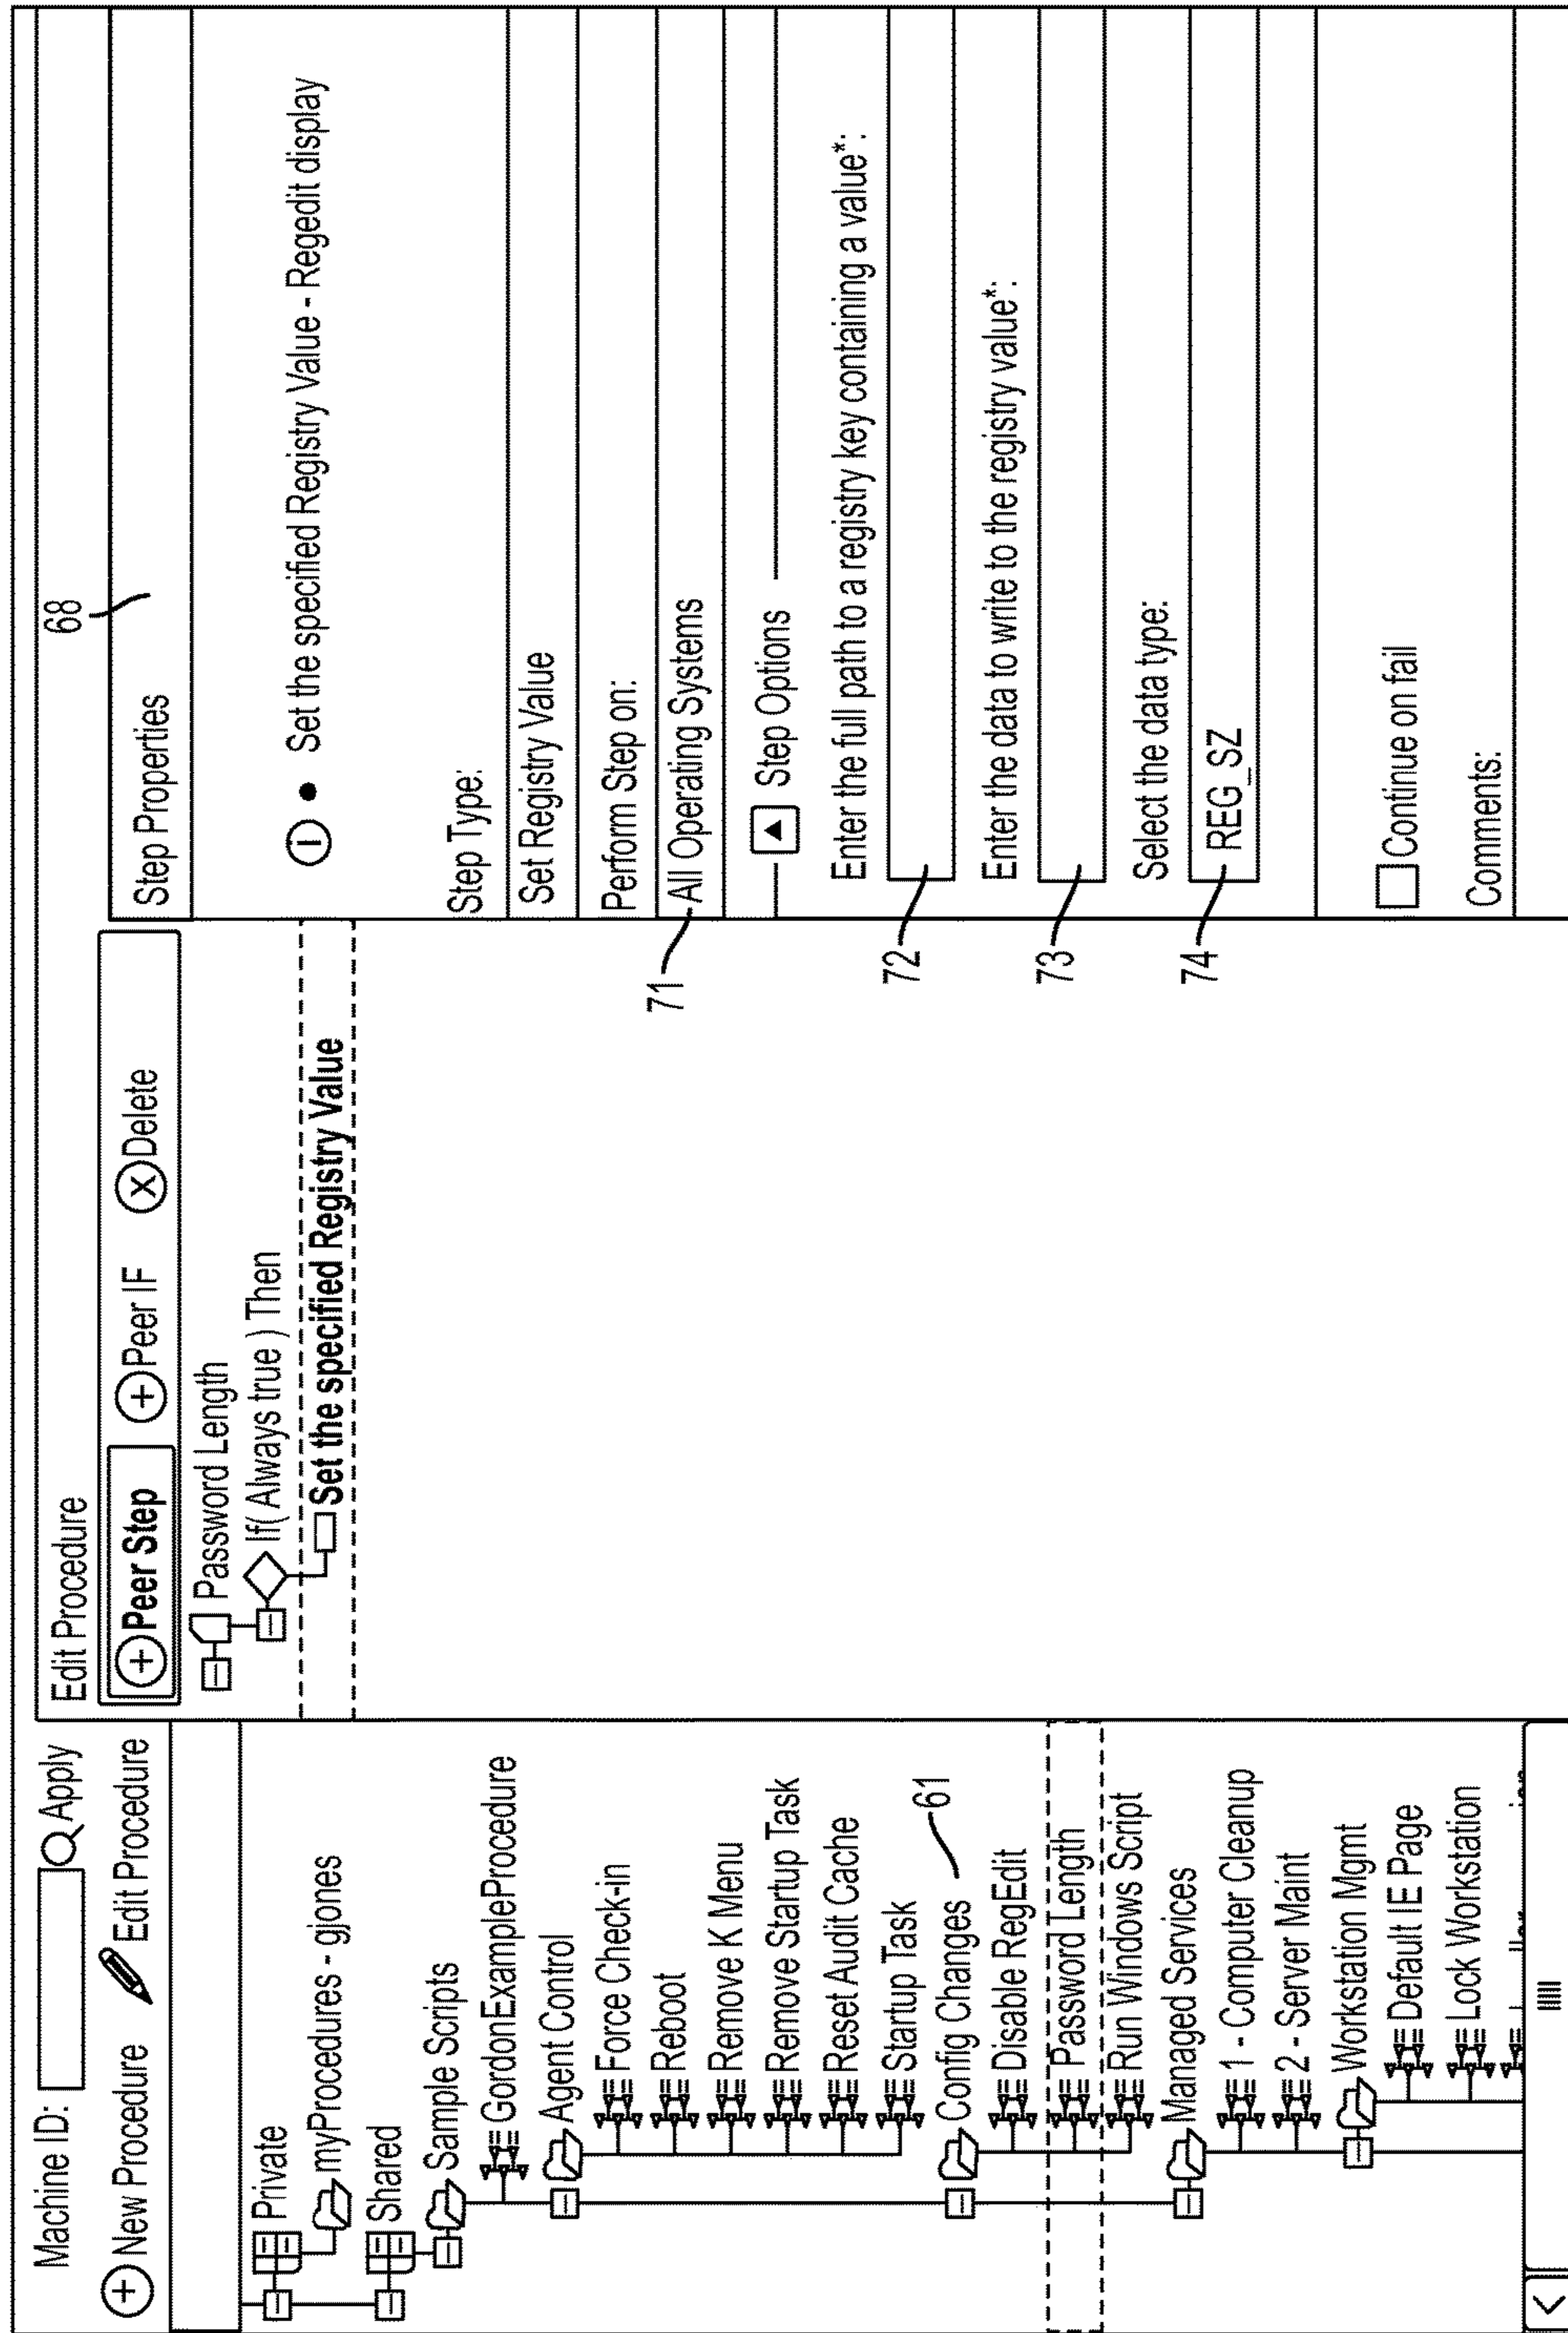 Machine ID:
Apply
New Procedure
Edit Procedure
Private
myProcedures - gjones
Shared
Sample Scripts
GordonExampleProcedure
Agent Control
Force Check-in
Reboot
Remove K Menu
Remove Startup Task
Reset Audit Cache
Startup Task
Config Changes
61
Disable RegEdit
Password Length
Run Windows Script
Managed Services
1 - Computer Cleanup
2 - Server Maint
Workstation Mgmt
Default IE Page
Lock Workstation
Edit Procedure
Peer Step
Peer IF
Delete
Password Length
If( Always true ) Then
Set the specified Registry Value
68
Step Properties
Set the specified Registry Value - Regedit display
Step Type:
Set Registry Value
Perform Step on:
71
All Operating Systems
Step Options
Enter the full path to a registry key containing a value*:
72
Enter the data to write to the registry value*:
73
Select the data type:
74
REG_SZ
Continue on fail
Comments: